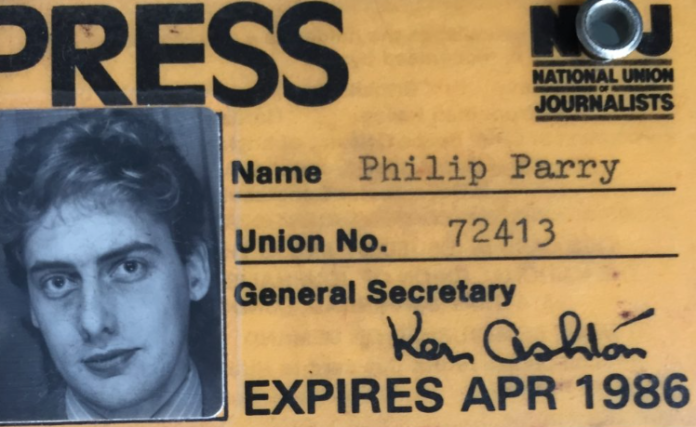 PRESS
NUJ
NATIONAL UNION
OF
JOURNALISTS
Name Philip Parry
Union No. 72413
General Secretary
Ken Ashton
EXPIRES APR 1986